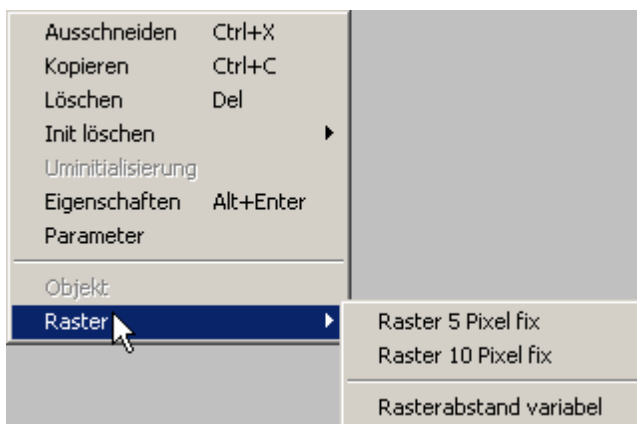 Ausschneiden Ctrl+X
Kopieren Ctrl+C
Löschen Del
Init löschen
Uminitialisierung
Eigenschaften Alt+Enter
Parameter
Objekt
Raster
Raster 5 Pixel fix
Raster 10 Pixel fix
Rasterabstand variabel